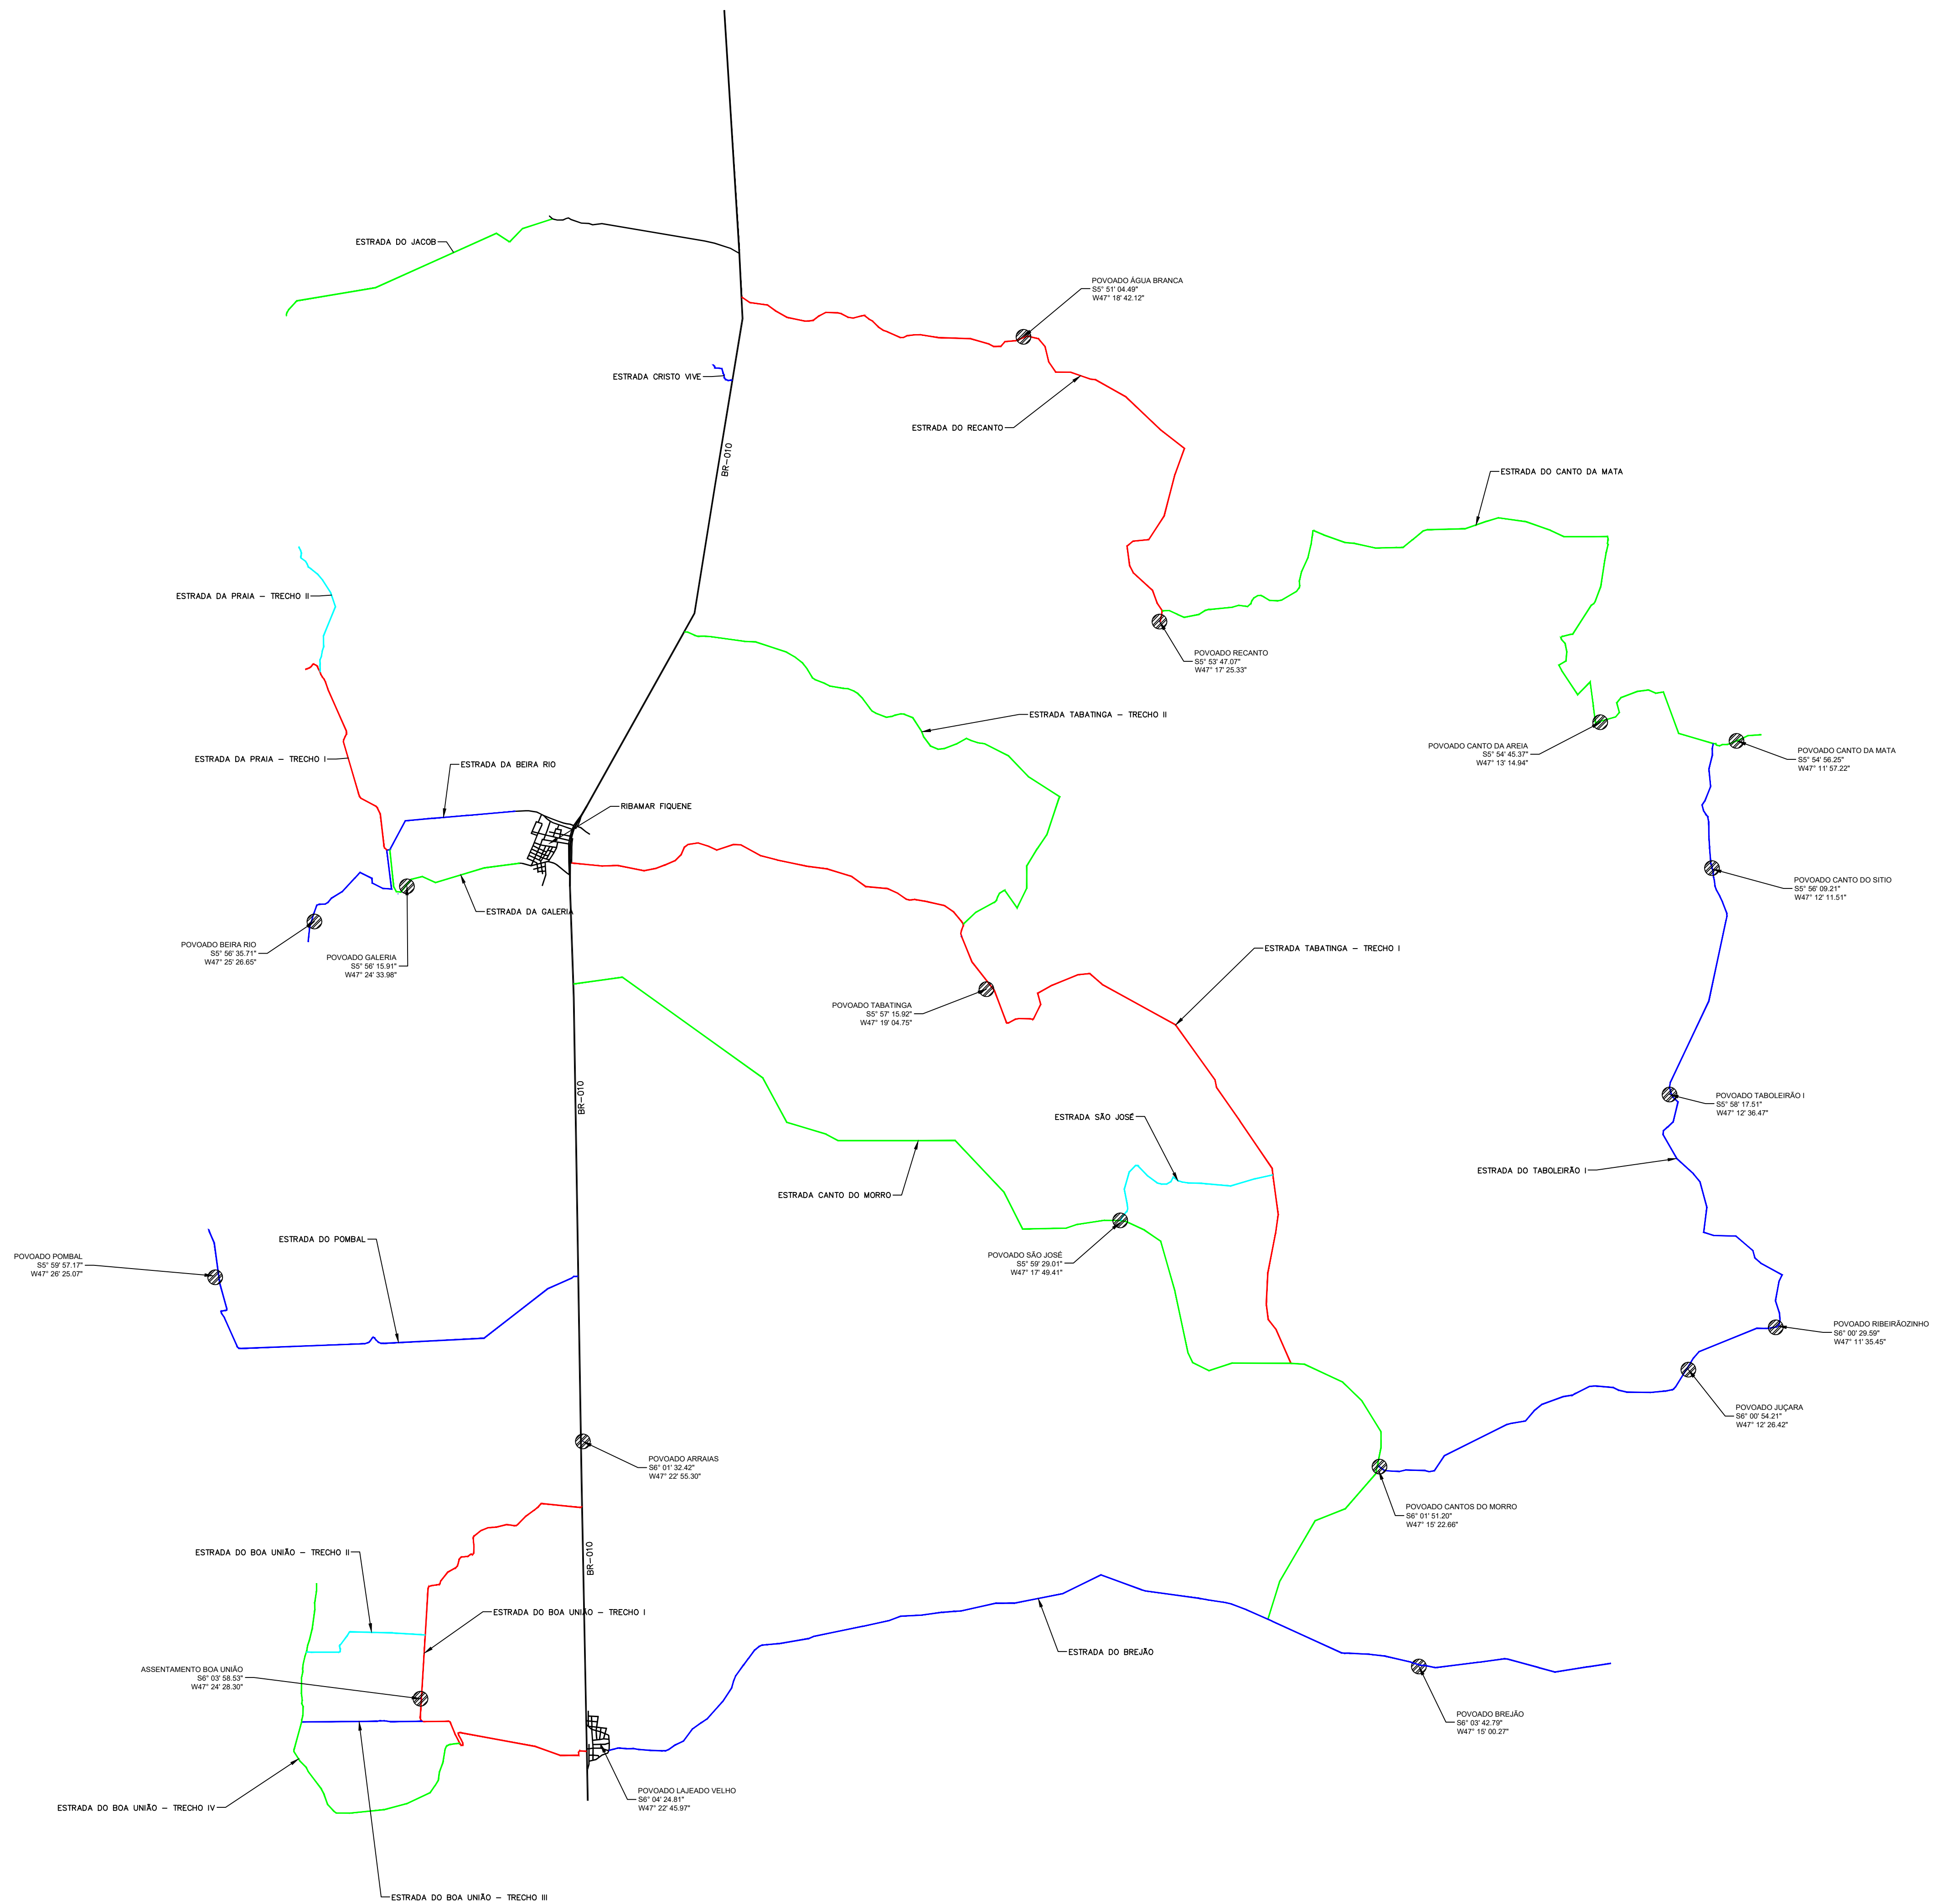 ESTRADA DO JACOB
POVOADO ÁGUA BRANCA
S5° 51' 04.49"
W47° 18' 42.12"
ESTRADA CRISTO VIVE
ESTRADA DO RECANTO
BR-010
ESTRADA DO CANTO DA MATA
ESTRADA DA PRAIA - TRECHO II
POVOADO RECANTO
S5° 53' 47.07"
W47° 17' 25.33"
ESTRADA TABATINGA - TRECHO II
POVOADO CANTO DA AREIA
S5° 54' 45.37"
W47° 13' 14.94"
POVOADO CANTO DA MATA
S5° 54' 56.25"
W47° 11' 57.22"
ESTRADA DA PRAIA - TRECHO I
ESTRADA DA BEIRA RIO
RIBAMAR FIQUENE
POVOADO CANTO DO SITIO
S5° 56' 09.21"
W47° 12' 11.51"
ESTRADA DA GALERIA
POVOADO BEIRA RIO
S5° 56' 35.71"
W47° 25' 26.65"
POVOADO GALERIA
S5° 56' 15.91"
W47° 24' 33.98"
ESTRADA TABATINGA - TRECHO I
POVOADO TABATINGA
S5° 57' 15.92"
W47° 19' 04.75"
BR-010
POVOADO TABOLEIRÃO I
S5° 58' 17.51"
W47° 12' 36.47"
ESTRADA SÃO JOSÉ
ESTRADA DO TABOLEIRÃO I
ESTRADA CANTO DO MORRO
ESTRADA DO POMBAL
POVOADO POMBAL
S5° 59' 57.17"
W47° 26' 25.07"
POVOADO SÃO JOSÉ
S5° 59' 29.01"
W47° 17' 49.41"
POVOADO RIBEIRÃOZINHO
S6° 00' 29.59"
W47° 11' 35.45"
POVOADO JUÇARA
S6° 00' 54.21"
W47° 12' 26.42"
POVOADO ARRAIAS
S6° 01' 32.42"
W47° 22' 55.30"
POVOADO CANTOS DO MORRO
S6° 01' 51.20"
W47° 15' 22.66"
BR-010
ESTRADA DO BOA UNIÃO - TRECHO II
ESTRADA DO BOA UNIÃO - TRECHO I
ESTRADA DO BREJÃO
ASSENTAMENTO BOA UNIÃO
S6° 03' 58.53"
W47° 24' 28.30"
POVOADO BREJÃO
S6° 03' 42.79"
W47° 15' 00.27"
POVOADO LAJEADO VELHO
S6° 04' 24.81"
W47° 22' 45.97"
ESTRADA DO BOA UNIÃO - TRECHO IV
ESTRADA DO BOA UNIÃO - TRECHO III